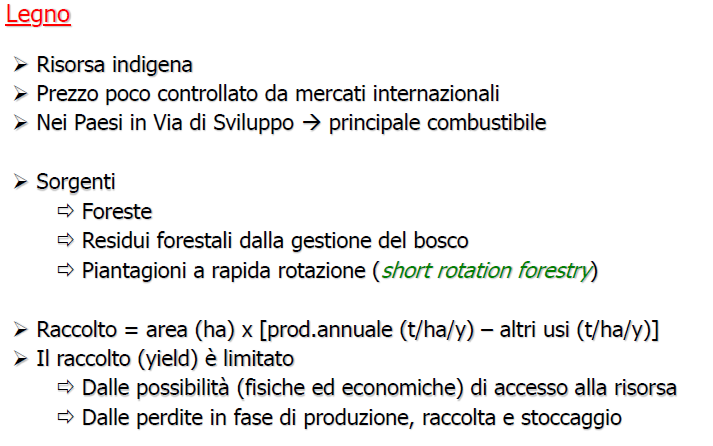 Legno
➢ Risorsa indigena
➢ Prezzo poco controllato da mercati internazionali
➢ Nei Paesi in Via di Sviluppo → principale combustibile
➢ Sorgenti
⇨ Foreste
⇨ Residui forestali dalla gestione del bosco
⇨ Piantagioni a rapida rotazione (short rotation forestry)
➢ Raccolto = area (ha) x [prod.annuale (t/ha/y) – altri usi (t/ha/y)]
➢ Il raccolto (yield) è limitato
⇨ Dalle possibilità (fisiche ed economiche) di accesso alla risorsa
⇨ Dalle perdite in fase di produzione, raccolta e stoccaggio